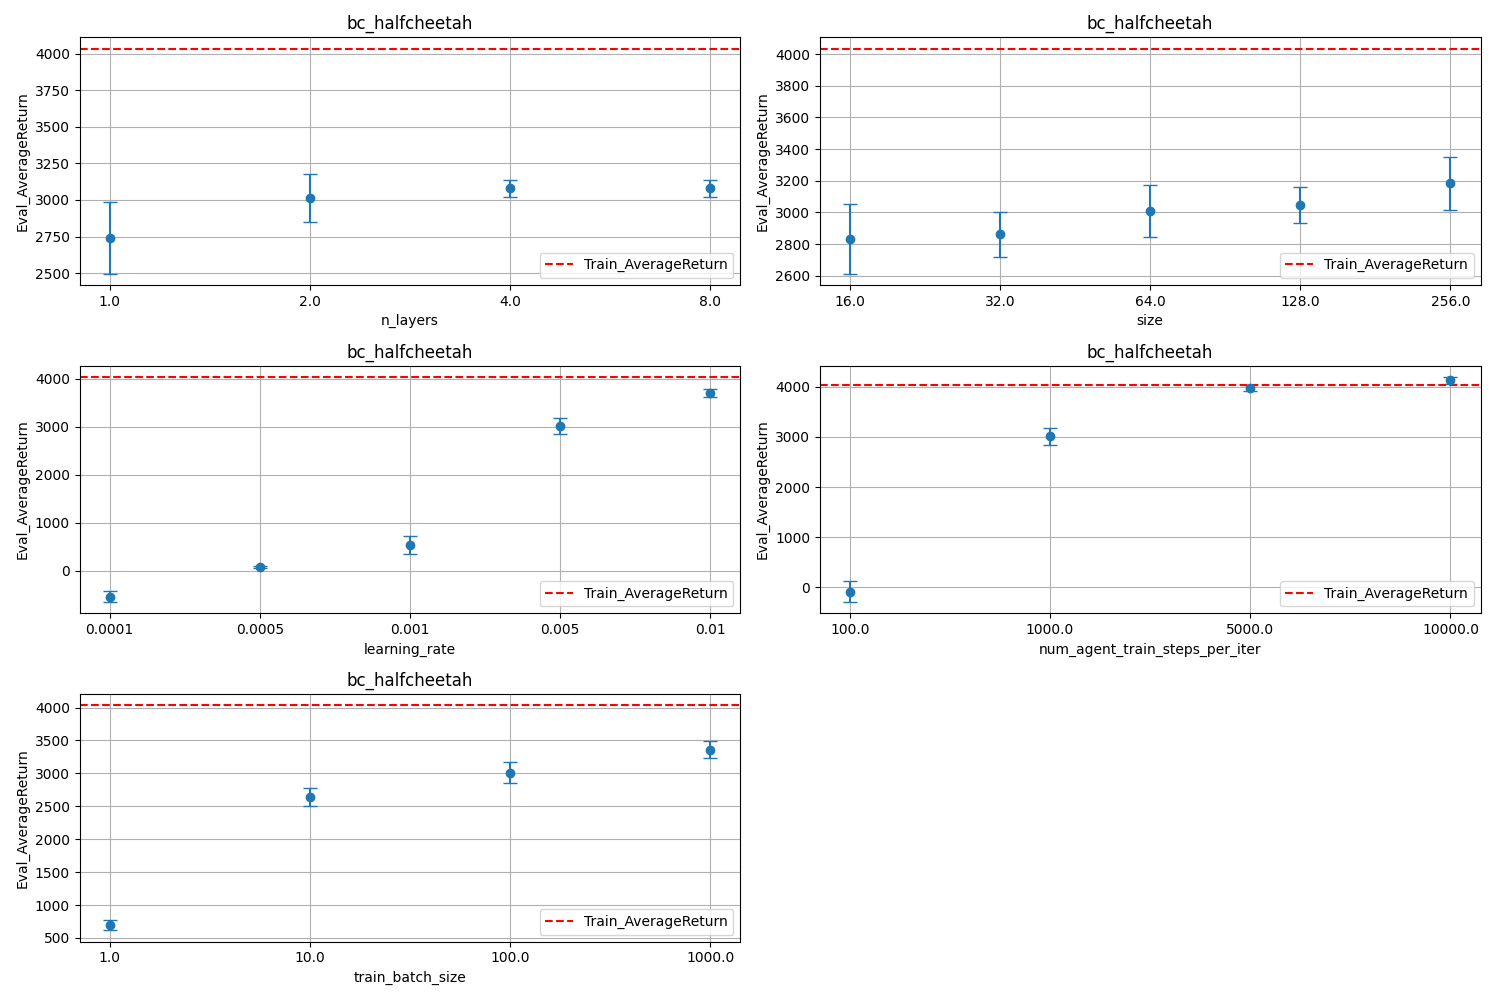 bc_halfcheetah
4000
3750
3500
3250
3000
2750
2500
Eval_AverageReturn
Train_AverageReturn
1.0 2.0 4.0 8.0
n_layers
bc_halfcheetah
4000
3800
3600
3400
3200
3000
2800
2600
Eval_AverageReturn
Train_AverageReturn
16.0 32.0 64.0 128.0 256.0
size
bc_halfcheetah
4000
3000
2000
1000
0
Eval_AverageReturn
Train_AverageReturn
0.0001 0.0005 0.001 0.005 0.01
learning_rate
bc_halfcheetah
4000
3000
2000
1000
0
Eval_AverageReturn
Train_AverageReturn
100.0 1000.0 5000.0 10000.0
num_agent_train_steps_per_iter
bc_halfcheetah
4000
3500
3000
2500
2000
1500
1000
500
Eval_AverageReturn
Train_AverageReturn
1.0 10.0 100.0 1000.0
train_batch_size